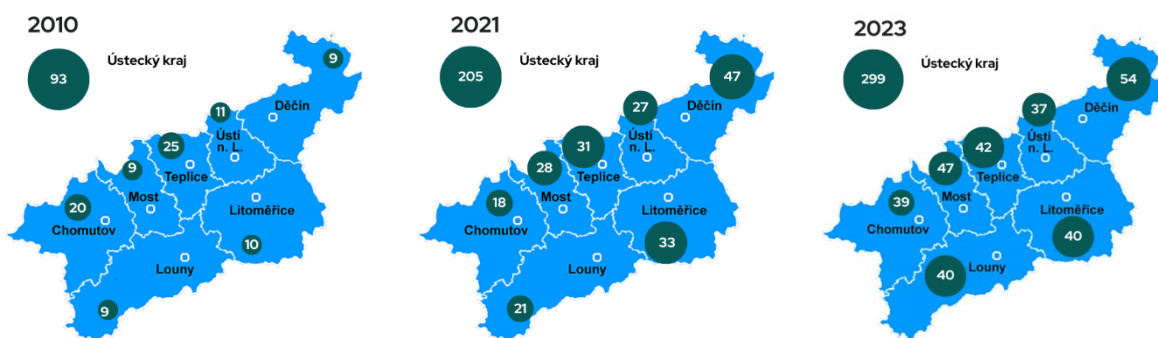 2010
Ústecký kraj
93
9
Děčín
11
Ústí
n. L.
25
Teplice
9
Most
20
Chomutov
Litoměřice
10
Louny
9
2021
Ústecký kraj
205
47
Děčín
27
Ústí
n. L.
31
Teplice
28
Most
18
Chomutov
Litoměřice
33
Louny
21
2023
Ústecký kraj
299
54
Děčín
37
Ústí
n. L.
42
Teplice
47
Most
39
Chomutov
Litoměřice
40
Louny
40